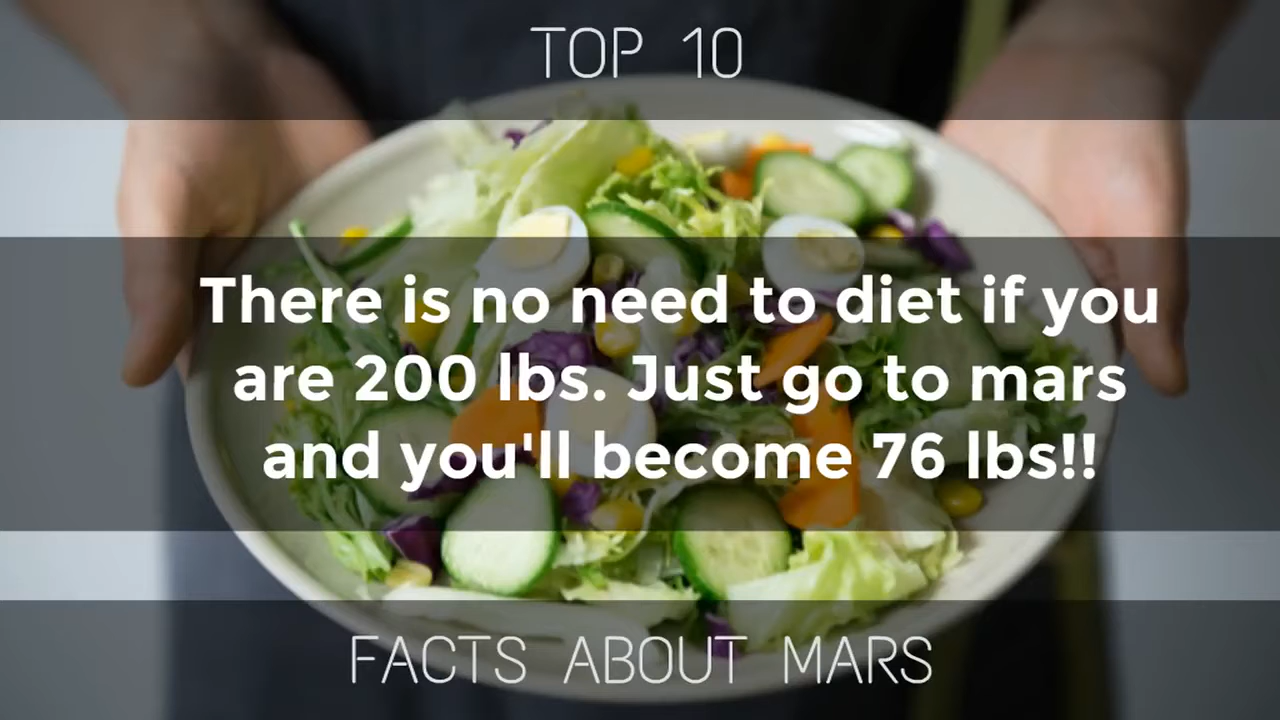 TOP 10
There is no need to diet if you
are 200 lbs. Just go to mars
and you'll become 76 lbs!!
FACTS ABOUT MARS